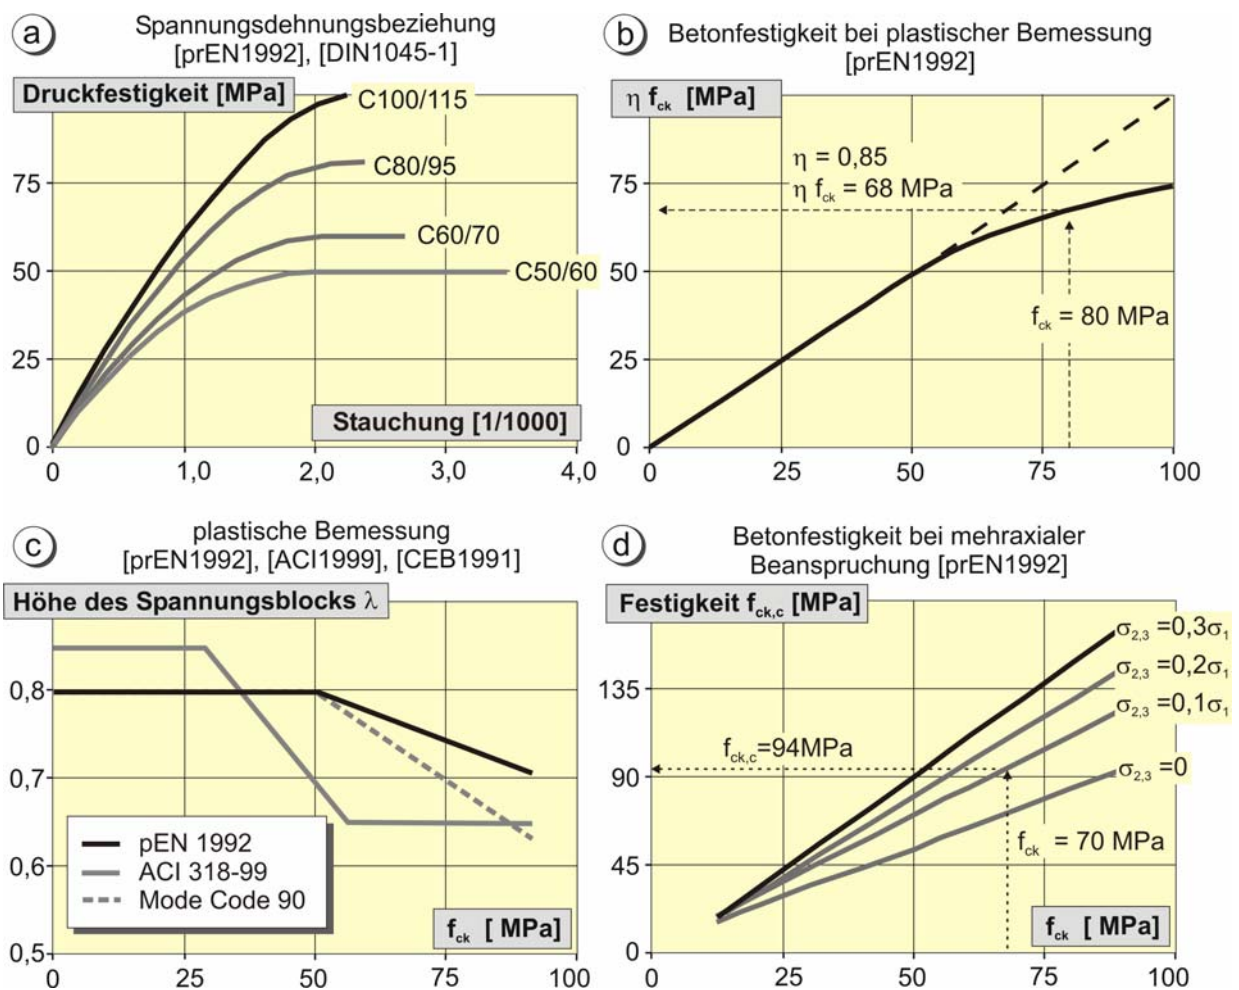 a
Spannungsdehnungsbeziehung
[prEN1992], [DIN1045-1]
Druckfestigkeit [MPa]
C100/115
C80/95
C60/70
C50/60
75
50
25
0
Stauchung [1/1000]
0 1,0 2,0 3,0 4,0
b
Betonfestigkeit bei plastischer Bemessung
[prEN1992]
η fck [MPa]
η = 0,85
η fck = 68 MPa
fck = 80 MPa
75
50
25
0
0 25 50 75 100
c
plastische Bemessung
[prEN1992], [ACI1999], [CEB1991]
Höhe des Spannungsblocks λ
0,8
0,7
0,6
0,5
pEN 1992
ACI 318-99
Mode Code 90
fck [ MPa]
0 25 50 75 100
d
Betonfestigkeit bei mehraxialer
Beanspruchung [prEN1992]
Festigkeit fck,c [MPa]
σ2,3 =0,3σ1
σ2,3 =0,2σ1
σ2,3 =0,1σ1
σ2,3 =0
135
90
45
0
fck,c=94MPa
fck = 70 MPa
fck [ MPa]
0 25 50 75 100